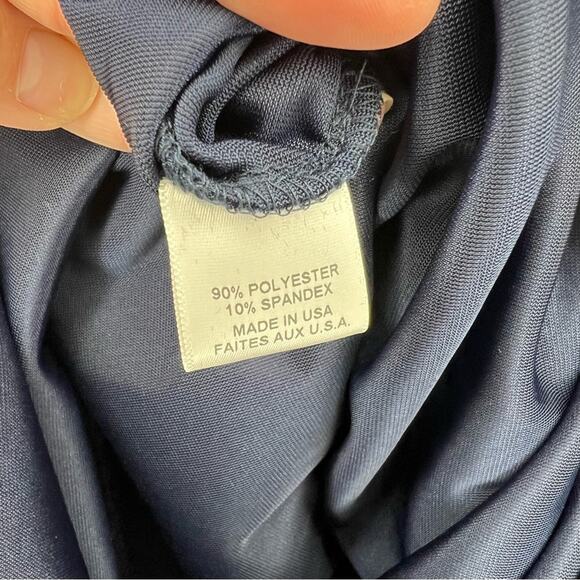 90% POLYESTER
10% SPANDEX
MADE IN USA
FAITES AUX U.S.A.